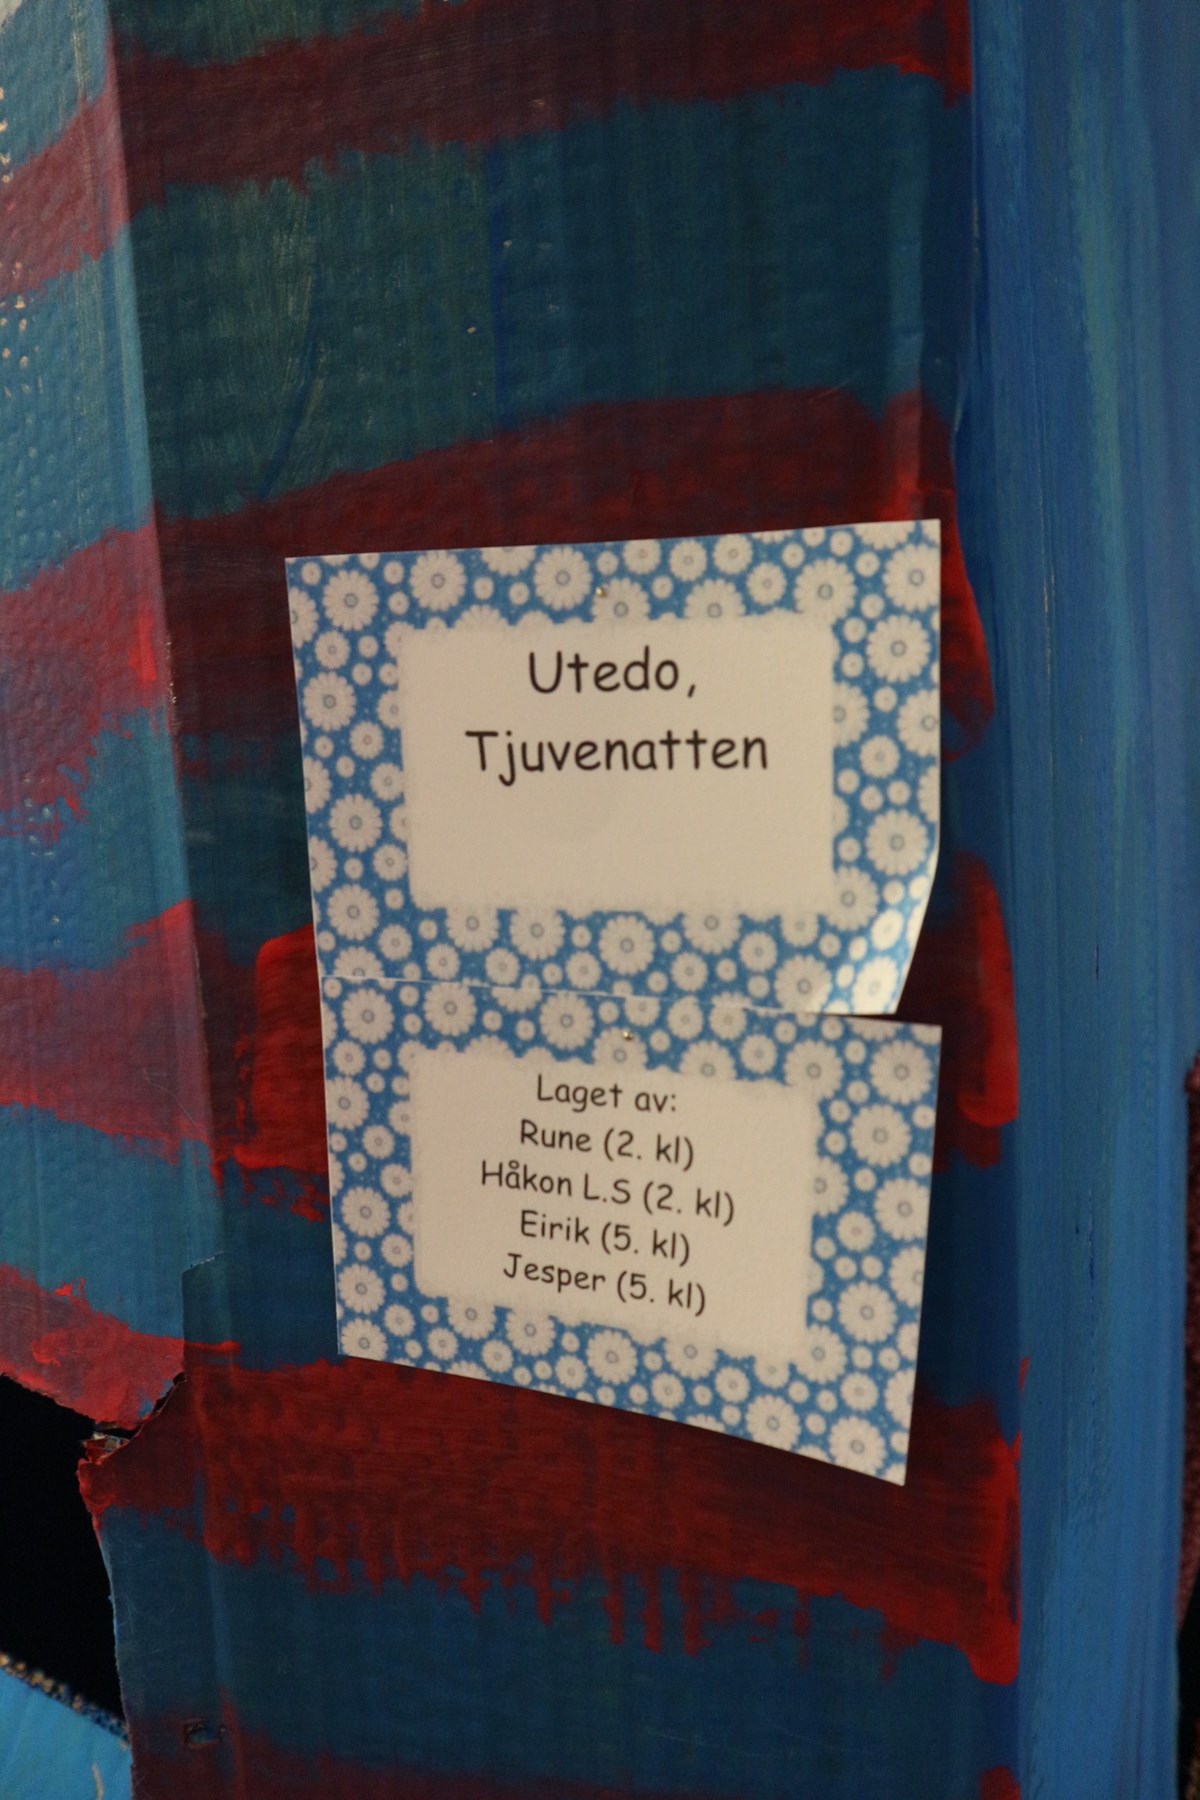 Utedo,
Tjuvenatten
Laget av:
Rune (2. kl)
Håkon L.S (2. kl)
Eirik (5. kl)
Jesper (5. kl)